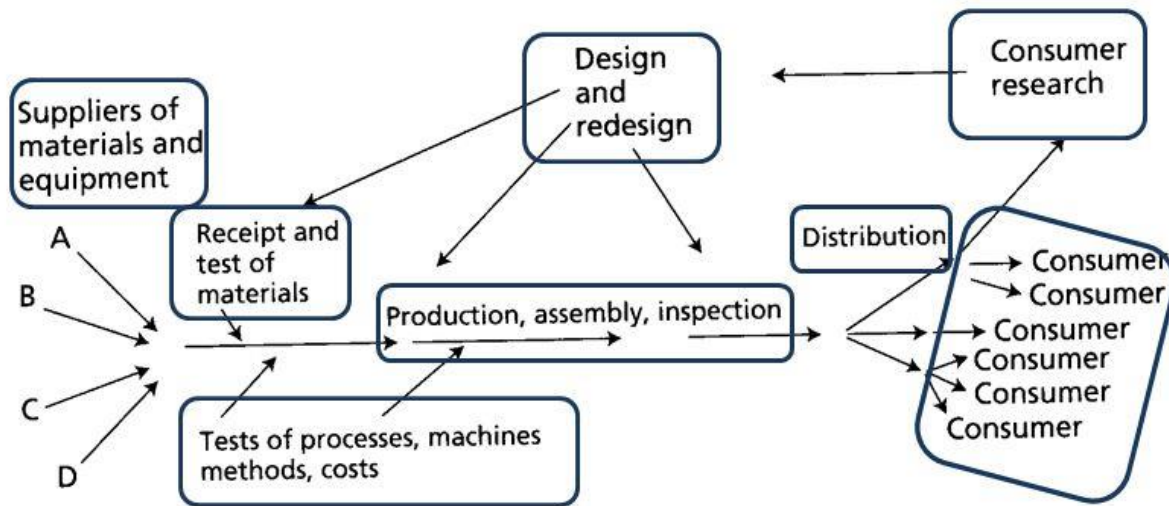 Design
and
redesign
Consumer
research
Suppliers of
materials and
equipment
Receipt and
test of
materials
A
B
C
D
Production, assembly, inspection
Distribution
Consumer
Consumer
Consumer
Consumer
Consumer
Consumer
Tests of processes, machines
methods, costs